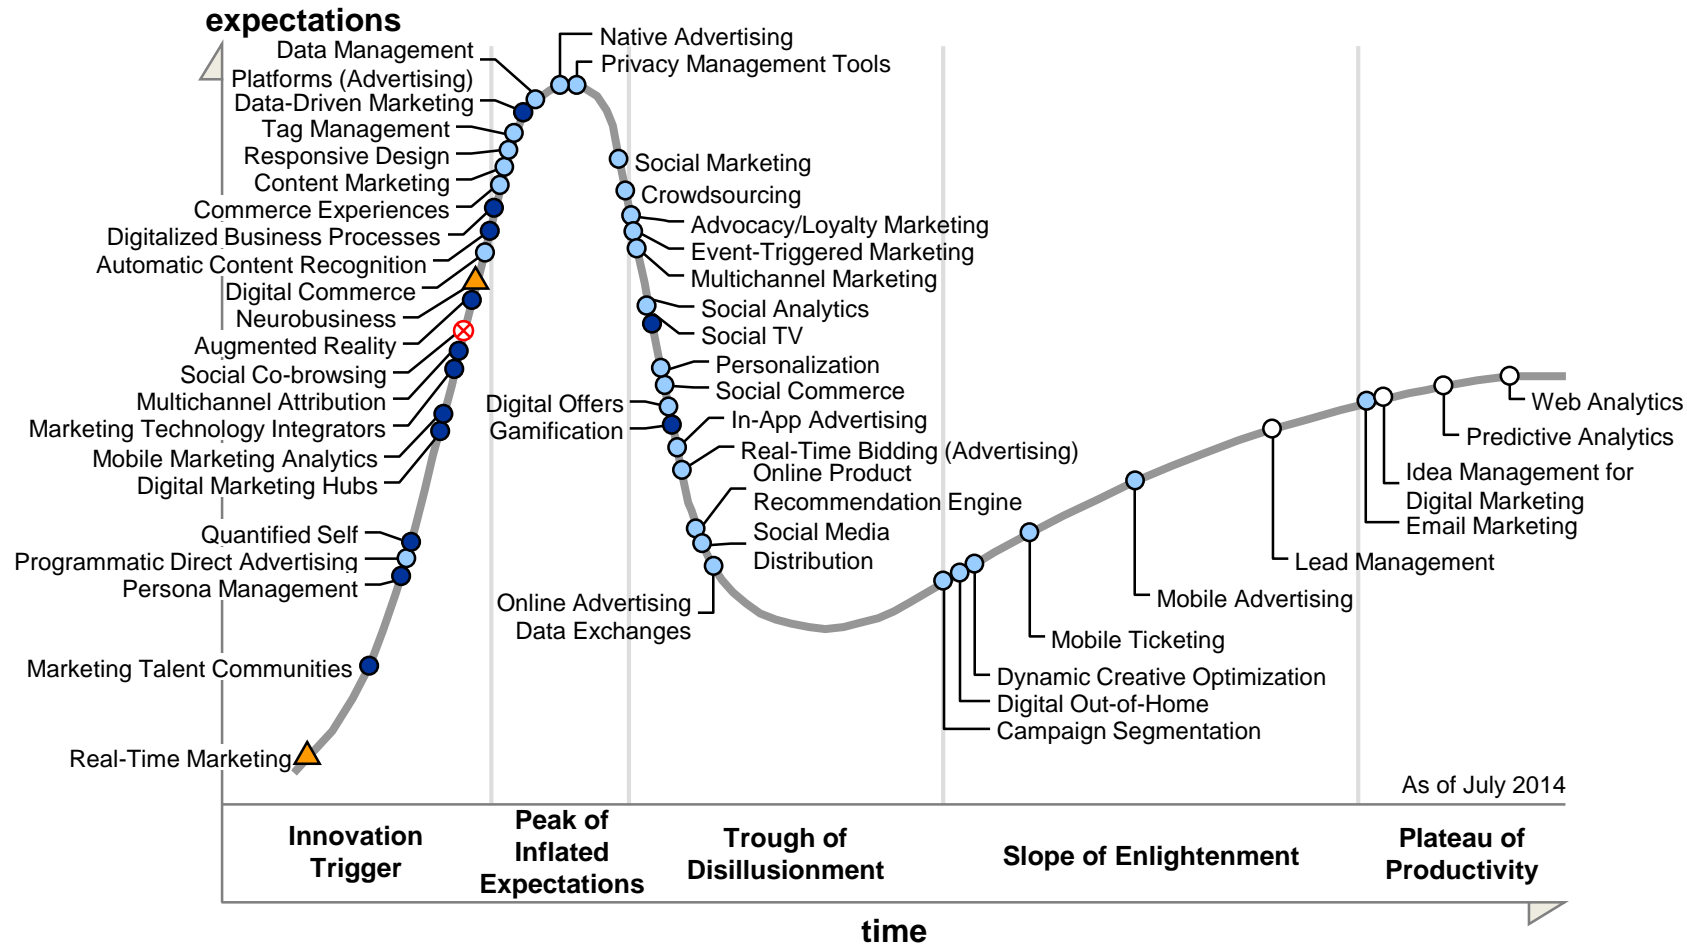 expectations
Data Management
Platforms (Advertising)
Data-Driven Marketing
Tag Management
Responsive Design
Content Marketing
Commerce Experiences
Digitalized Business Processes
Automatic Content Recognition
Digital Commerce
Neurobusiness
Augmented Reality
Social Co-browsing
Multichannel Attribution
Marketing Technology Integrators
Mobile Marketing Analytics
Digital Marketing Hubs
Quantified Self
Programmatic Direct Advertising
Persona Management
Marketing Talent Communities
Real-Time Marketing
Native Advertising
Privacy Management Tools
Social Marketing
Crowdsourcing
Advocacy/Loyalty Marketing
Event-Triggered Marketing
Multichannel Marketing
Social Analytics
Social TV
Personalization
Social Commerce
Digital Offers
Gamification
In-App Advertising
Real-Time Bidding (Advertising)
Online Product
Recommendation Engine
Social Media
Distribution
Online Advertising
Data Exchanges
Web Analytics
Predictive Analytics
Idea Management for
Digital Marketing
Email Marketing
Lead Management
Mobile Advertising
Mobile Ticketing
Dynamic Creative Optimization
Digital Out-of-Home
Campaign Segmentation
As of July 2014
Innovation
Trigger
Peak of
Inflated
Expectations
Trough of
Disillusionment
Slope of Enlightenment
Plateau of
Productivity
time